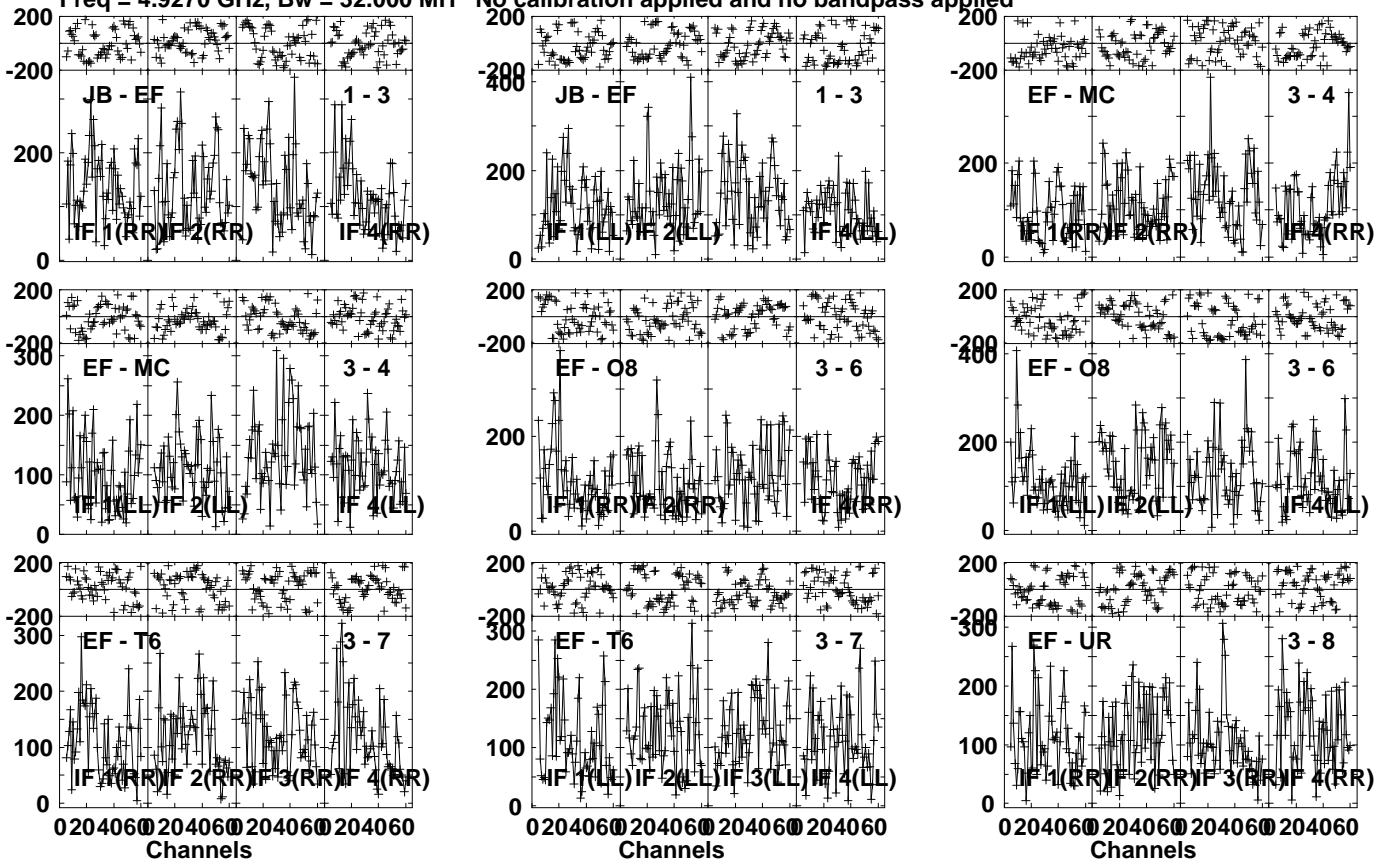 Freq = 4.9270 GHz, Bw = 32.000 MH No calibration applied and no bandpass applied
200 200 200
-200 -200 -200
400
JB - EF 1 - 3 JB - EF 1 - 3 EF - MC 3 - 4
200 200 200
IF 1(RR) IF 2(RR) IF 4(RR) IF 1(LL) IF 2(LL) IF 4(LL) IF 1(RR) IF 2(RR) IF 4(RR)
0 0 0
200 200 200
-200 -200 -200
300 400
EF - MC 3 - 4 EF - O8 3 - 6 EF - O8 3 - 6
200 200 200
100
IF 1(LL) IF 2(LL) IF 4(LL) IF 1(RR) IF 2(RR) IF 4(RR) IF 1(LL) IF 2(LL) IF 4(LL)
0 0 0
200 200 200
-200 -200 -200
300 300
EF - T6 3 - 7 EF - T6 3 - 7 EF - UR 3 - 8
200 200 200
100 100
IF 1(RR) IF 2(RR) IF 3(RR) IF 4(RR) IF 1(LL) IF 2(LL) IF 3(LL) IF 4(LL) IF 1(RR) IF 2(RR) IF 3(RR) IF 4(RR)
0 0 0
0 20 40 60 0 20 40 60 0 20 40 60 0 20 40 60 0 20 40 60 0 20 40 60 0 20 40 60 0 20 40 60 0 20 40 60 0 20 40 60 0 20 40 60 0 20 40 60
Channels Channels Channels